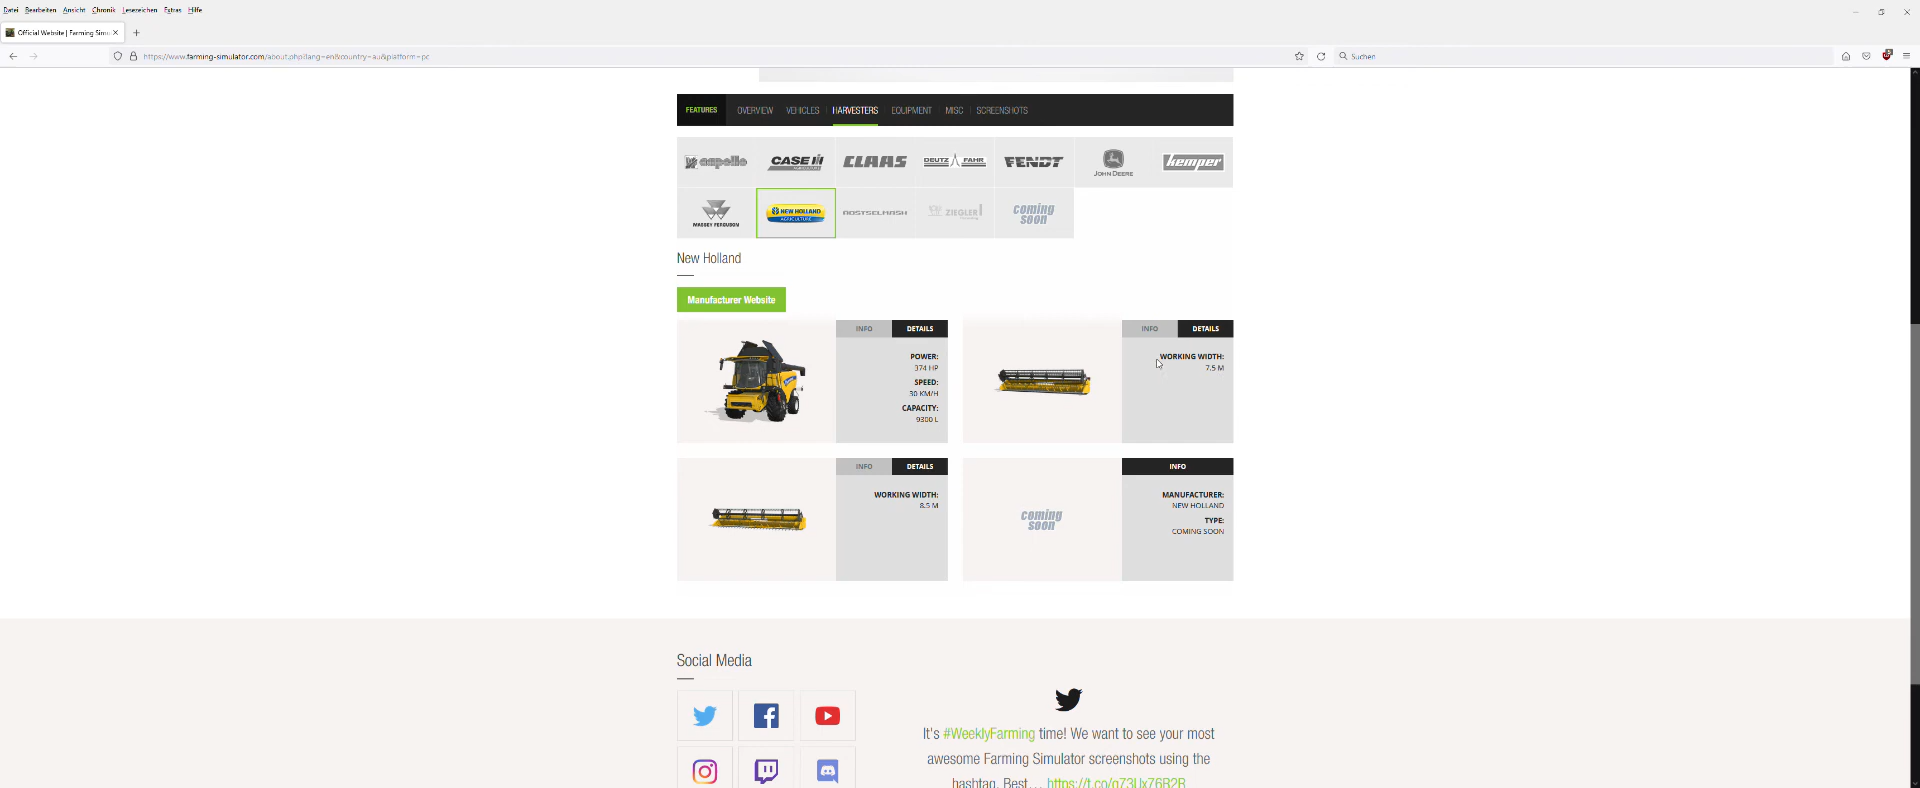 Datei Bearbeiten Ansicht Chronik Lesezeichen Extras Hilfe
Official Website | Farming Simu
https://www.farming-simulator.com/about.php?lang=en&country=au&platform=pc
Suchen
FEATURES OVERVIEW VEHICLES HARVESTERS EQUIPMENT MISC SCREENSHOTS
capello CASE IH AGRICULTURE CLAAS DEUTZ FAHR FENDT JOHN DEERE kemper
MASSEY FERGUSON NEW HOLLAND AGRICULTURE ROSTSELMASH ZIEGLER coming soon
New Holland
Manufacturer Website
INFO DETAILS
POWER:
374 HP
SPEED:
30 KM/H
CAPACITY:
9300 L
INFO DETAILS
WORKING WIDTH:
7.5 M
INFO DETAILS
WORKING WIDTH:
8.5 M
coming
soon
INFO
MANUFACTURER:
NEW HOLLAND
TYPE:
COMING SOON
Social Media
It's #WeeklyFarming time! We want to see your most
awesome Farming Simulator screenshots using the
hashtag. Best…